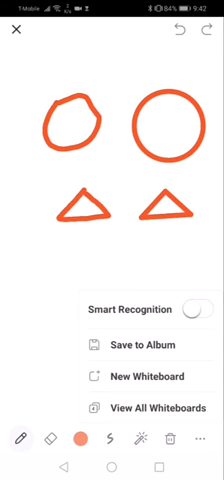 T-Mobile 84% 9:42
Smart Recognition
Save to Album
New Whiteboard
View All Whiteboards